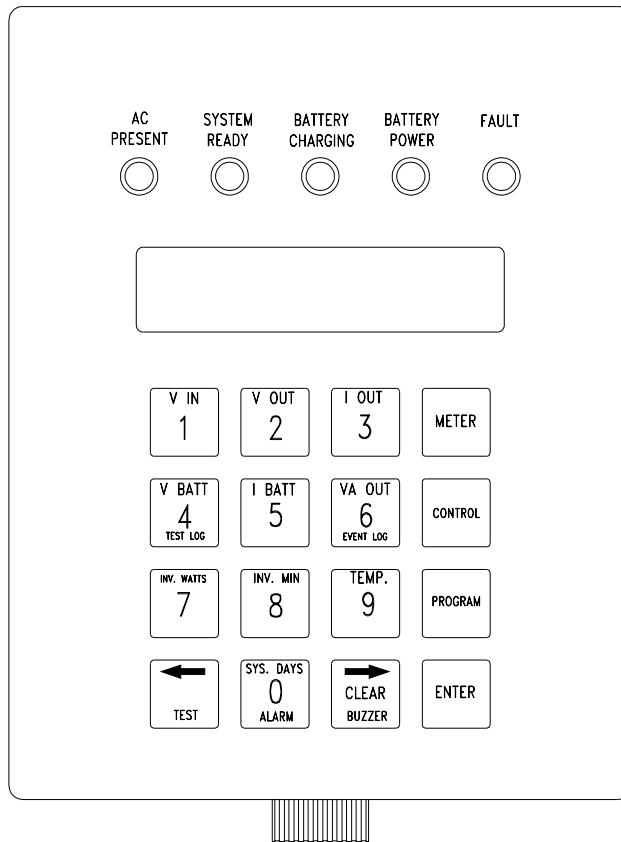 AC PRESENT
SYSTEM READY
BATTERY CHARGING
BATTERY POWER
FAULT
V IN
1
V OUT
2
I OUT
3
METER
V BATT
4
TEST LOG
I BATT
5
VA OUT
6
EVENT LOG
CONTROL
INV. WATTS
7
INV. MIN
8
TEMP.
9
PROGRAM
TEST
SYS. DAYS
0
ALARM
CLEAR
BUZZER
ENTER